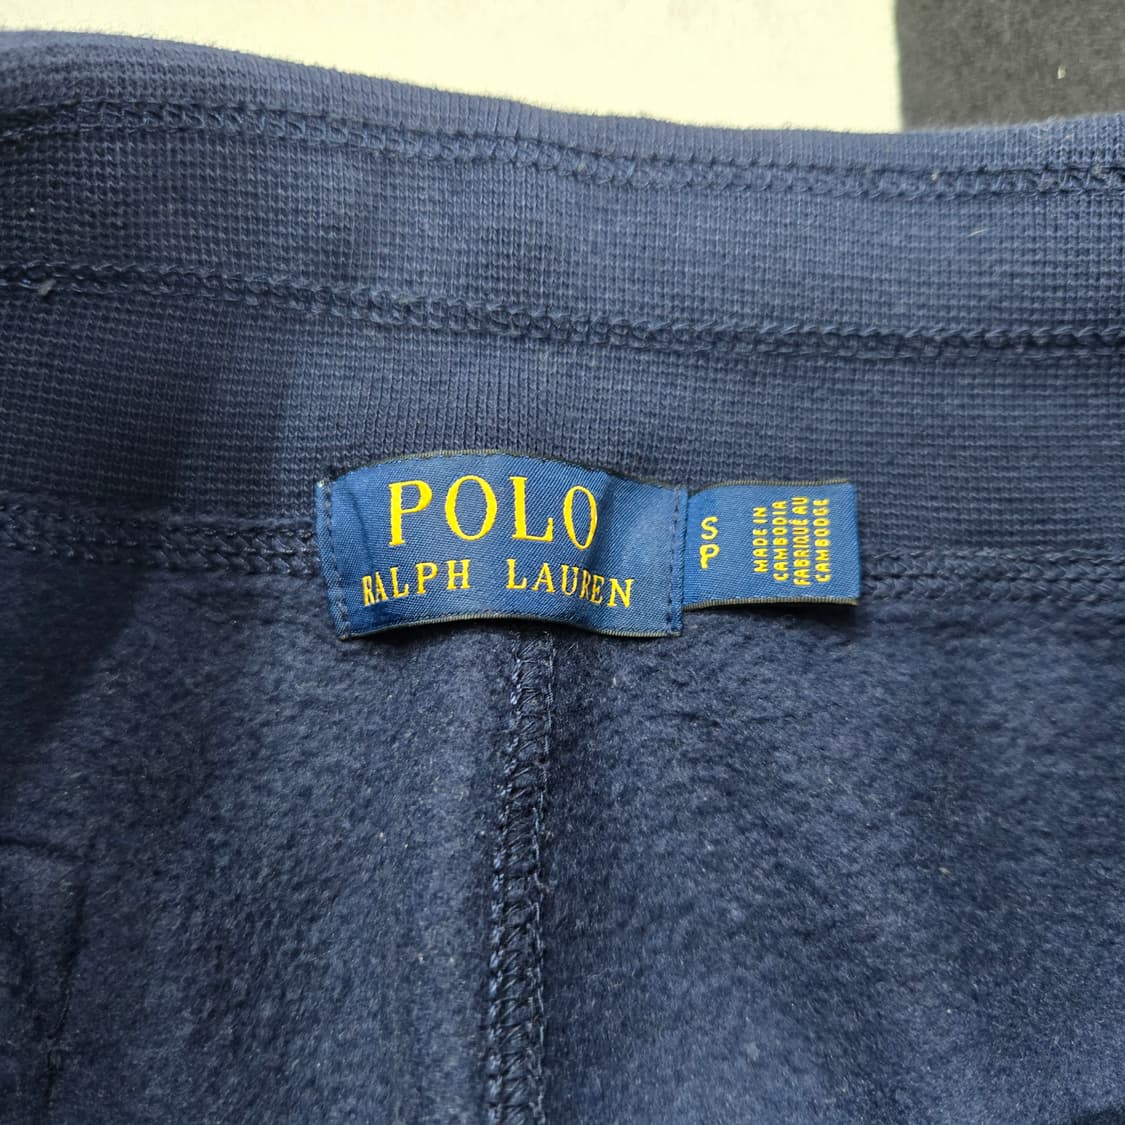 POLO
RALPH LAUREN
S
P
MADE IN
CAMBODIA
FABRIQUÉ AU
CAMBODGE